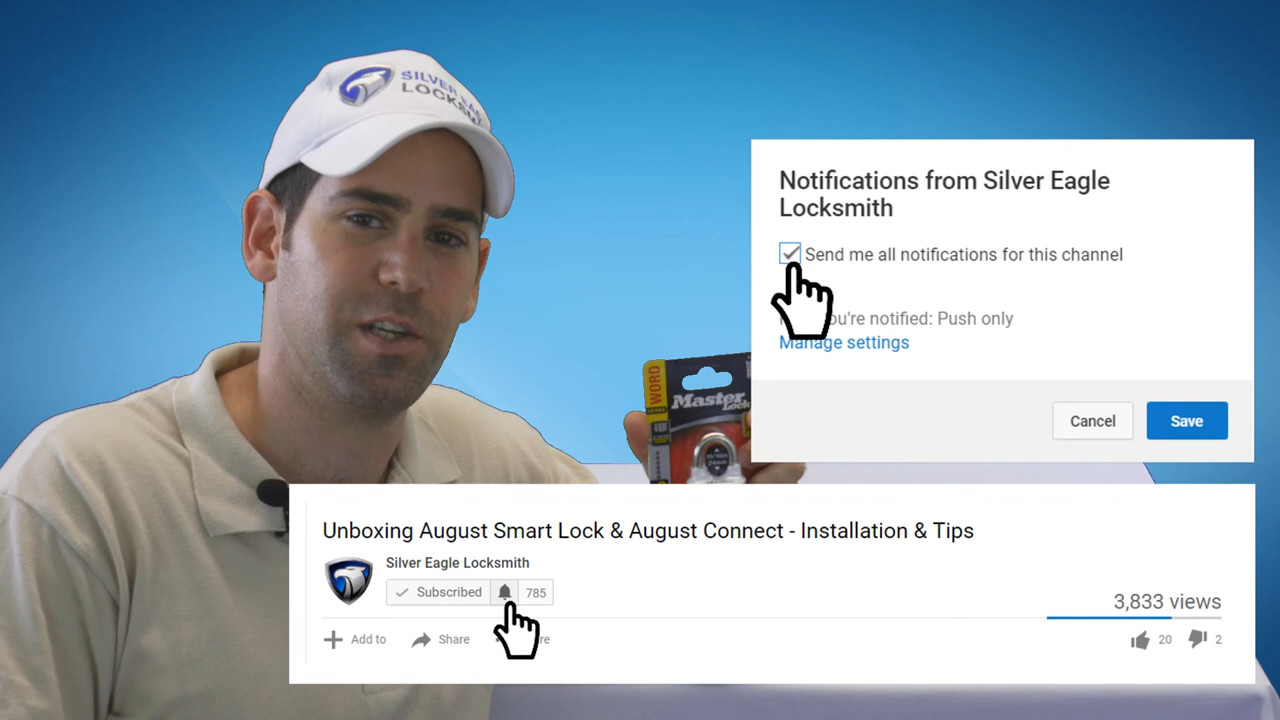 SILVER
LOCKSM
Notifications from Silver Eagle
Locksmith
Send me all notifications for this channel
you're notified: Push only
Manage settings
Cancel
Save
WORD
Master
Lock
Unboxing August Smart Lock & August Connect - Installation & Tips
Silver Eagle Locksmith
Subscribed
785
3,833 views
Add to
Share
20
2